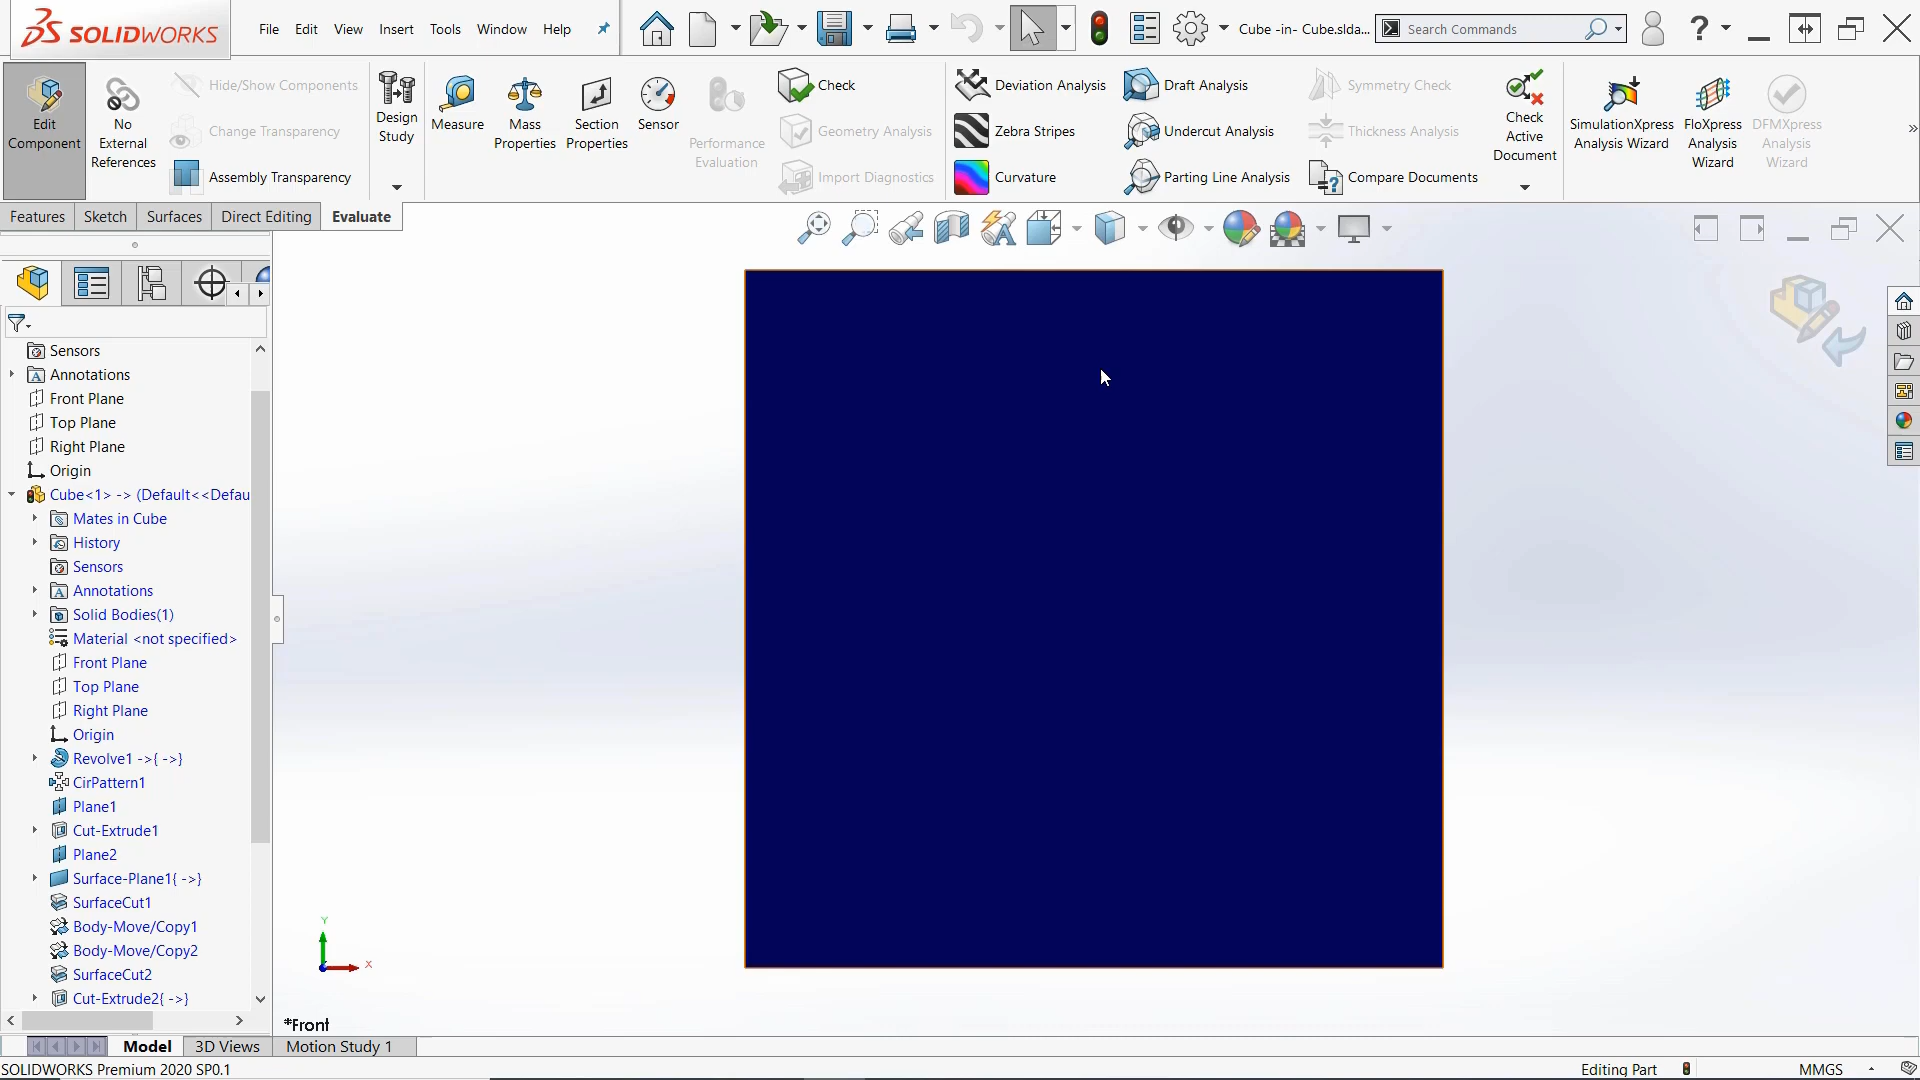 SOLIDWORKS
File Edit View Insert Tools Window Help
Cube -in- Cube.slda...
Search Commands
?
Edit Component
No External References
Hide/Show Components
Change Transparency
Assembly Transparency
Design Study
Measure
Mass Properties
Section Properties
Sensor
Performance Evaluation
Check
Geometry Analysis
Import Diagnostics
Deviation Analysis
Zebra Stripes
Curvature
Draft Analysis
Undercut Analysis
Parting Line Analysis
Symmetry Check
Thickness Analysis
Compare Documents
Check Active Document
SimulationXpress Analysis Wizard
FloXpress Analysis Wizard
DFMXpress Analysis Wizard
Features Sketch Surfaces Direct Editing Evaluate
Sensors
Annotations
Front Plane
Top Plane
Right Plane
Origin
Cube<1> -> (Default<<Defau
Mates in Cube
History
Sensors
Annotations
Solid Bodies(1)
Material <not specified>
Front Plane
Top Plane
Right Plane
Origin
Revolve1 ->{ ->}
CirPattern1
Plane1
Cut-Extrude1
Plane2
Surface-Plane1{ ->}
SurfaceCut1
Body-Move/Copy1
Body-Move/Copy2
SurfaceCut2
Cut-Extrude2{ ->}
Y
X
*Front
Model 3D Views Motion Study 1
SOLIDWORKS Premium 2020 SP0.1
Editing Part
MMGS